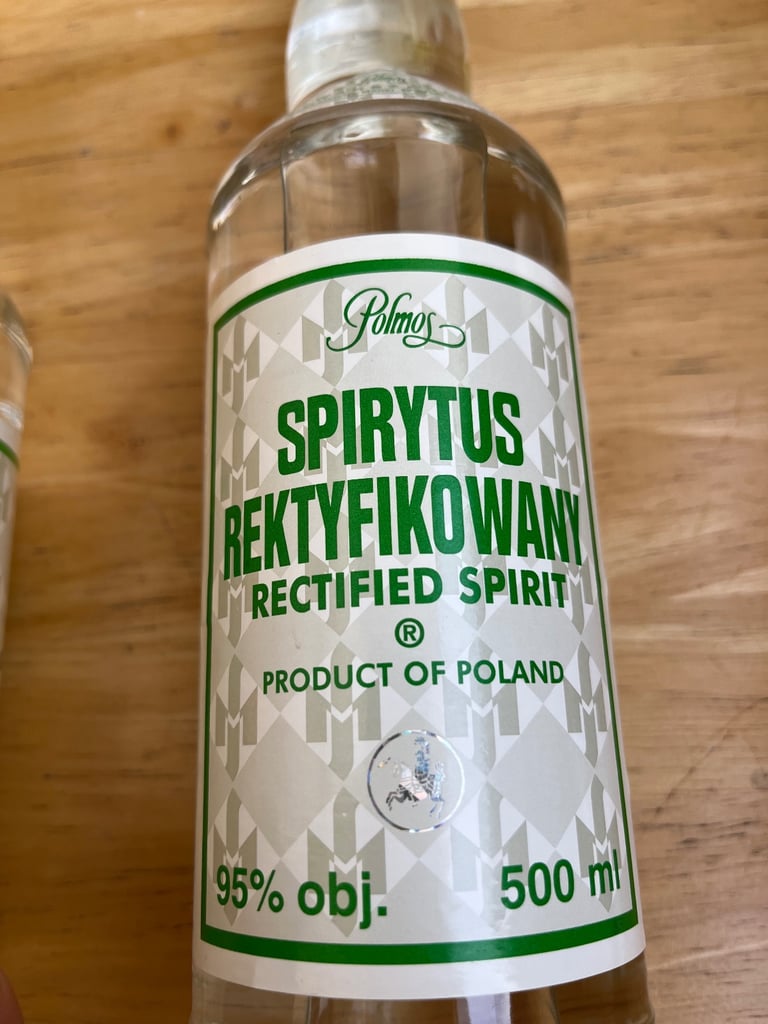 Polmos
SPIRYTUS
REKTYFIKOWANY
RECTIFIED SPIRIT
®
PRODUCT OF POLAND
95% obj. 500 ml